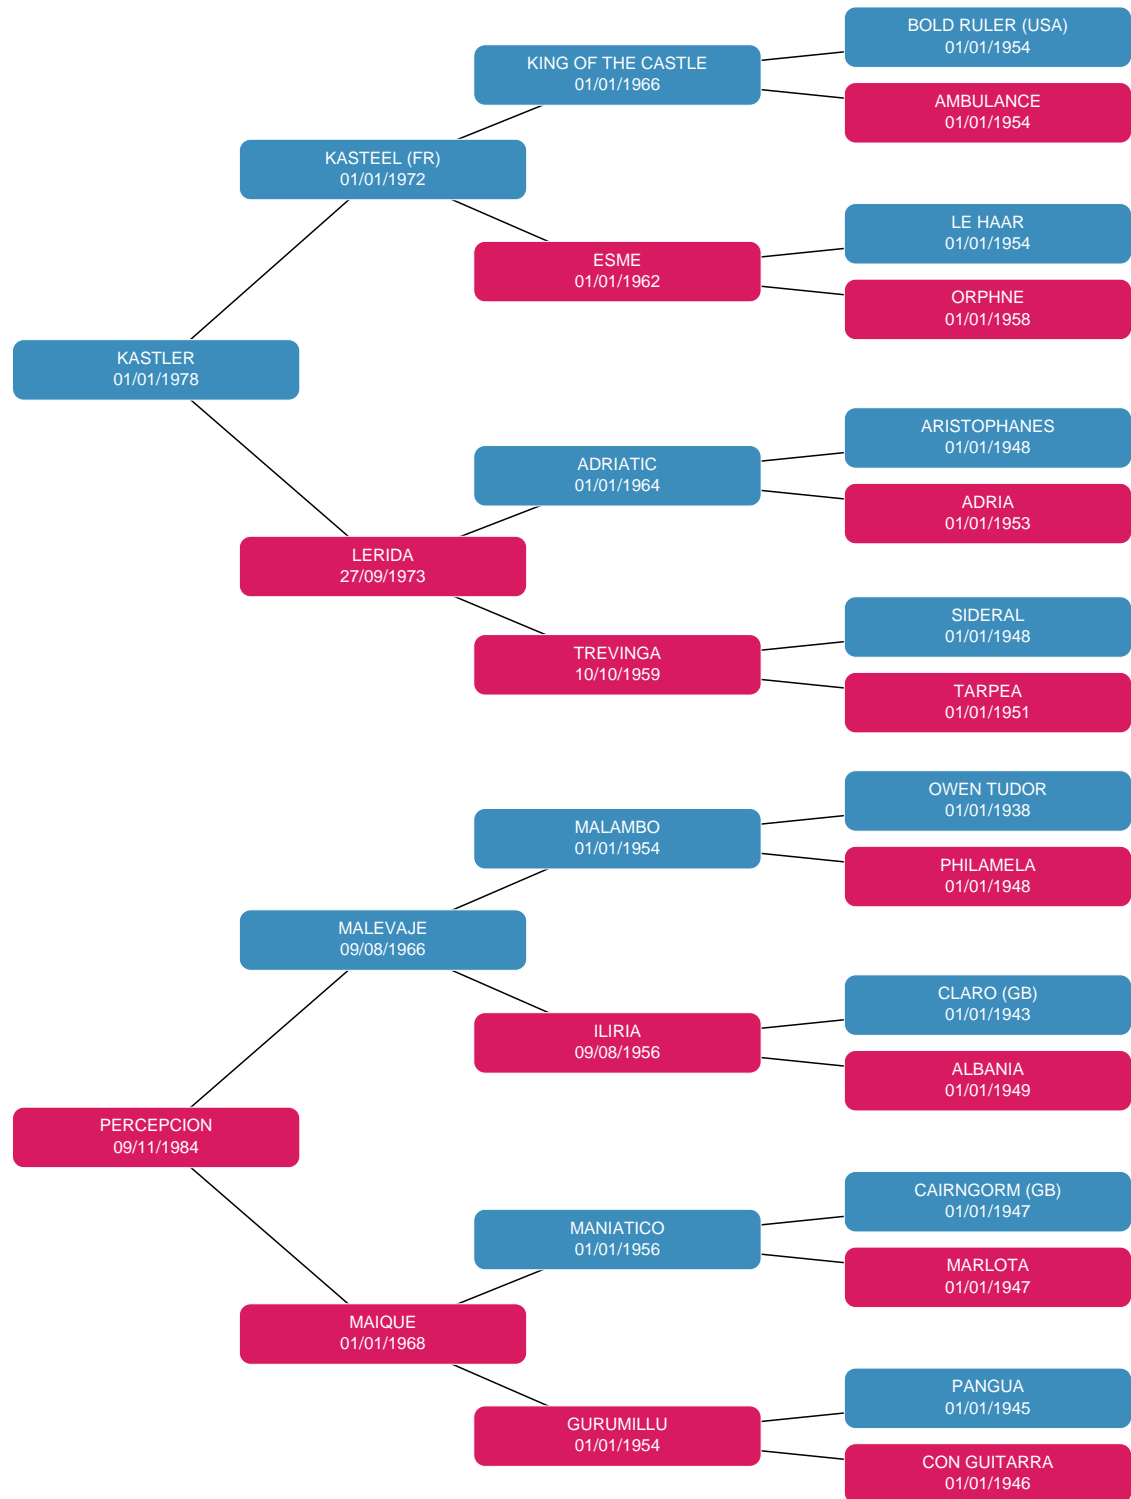 BOLD RULER (USA)
01/01/1954
KING OF THE CASTLE
01/01/1966
AMBULANCE
01/01/1954
KASTEEL (FR)
01/01/1972
LE HAAR
01/01/1954
ESME
01/01/1962
ORPHNE
01/01/1958
KASTLER
01/01/1978
ARISTOPHANES
01/01/1948
ADRIATIC
01/01/1964
ADRIA
01/01/1953
LERIDA
27/09/1973
SIDERAL
01/01/1948
TREVINGA
10/10/1959
TARPEA
01/01/1951
OWEN TUDOR
01/01/1938
MALAMBO
01/01/1954
PHILAMELA
01/01/1948
MALEVAJE
09/08/1966
CLARO (GB)
01/01/1943
ILIRIA
09/08/1956
ALBANIA
01/01/1949
PERCEPCION
09/11/1984
CAIRNGORM (GB)
01/01/1947
MANIATICO
01/01/1956
MARLOTA
01/01/1947
MAIQUE
01/01/1968
PANGUA
01/01/1945
GURUMILLU
01/01/1954
CON GUITARRA
01/01/1946